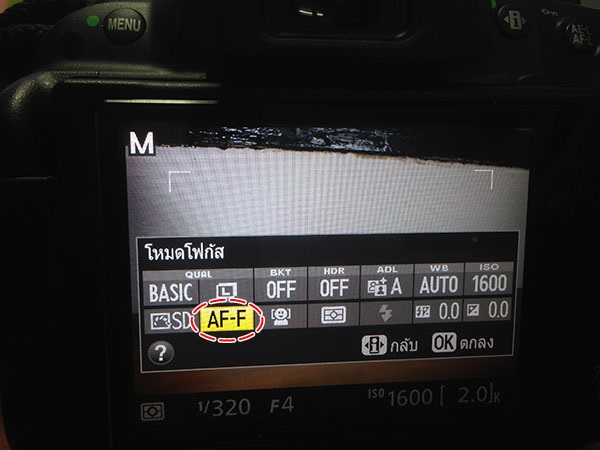 MENU
i
AE-L
AF-L
M
โหมดโฟกัส
QUAL BKT HDR ADL WB ISO
BASIC L OFF OFF A AUTO 1600
SD AF-F 0.0 0.0
? i กลับ OK ตกลง
1/320 F4 ISO 1600 [ 2.0]K